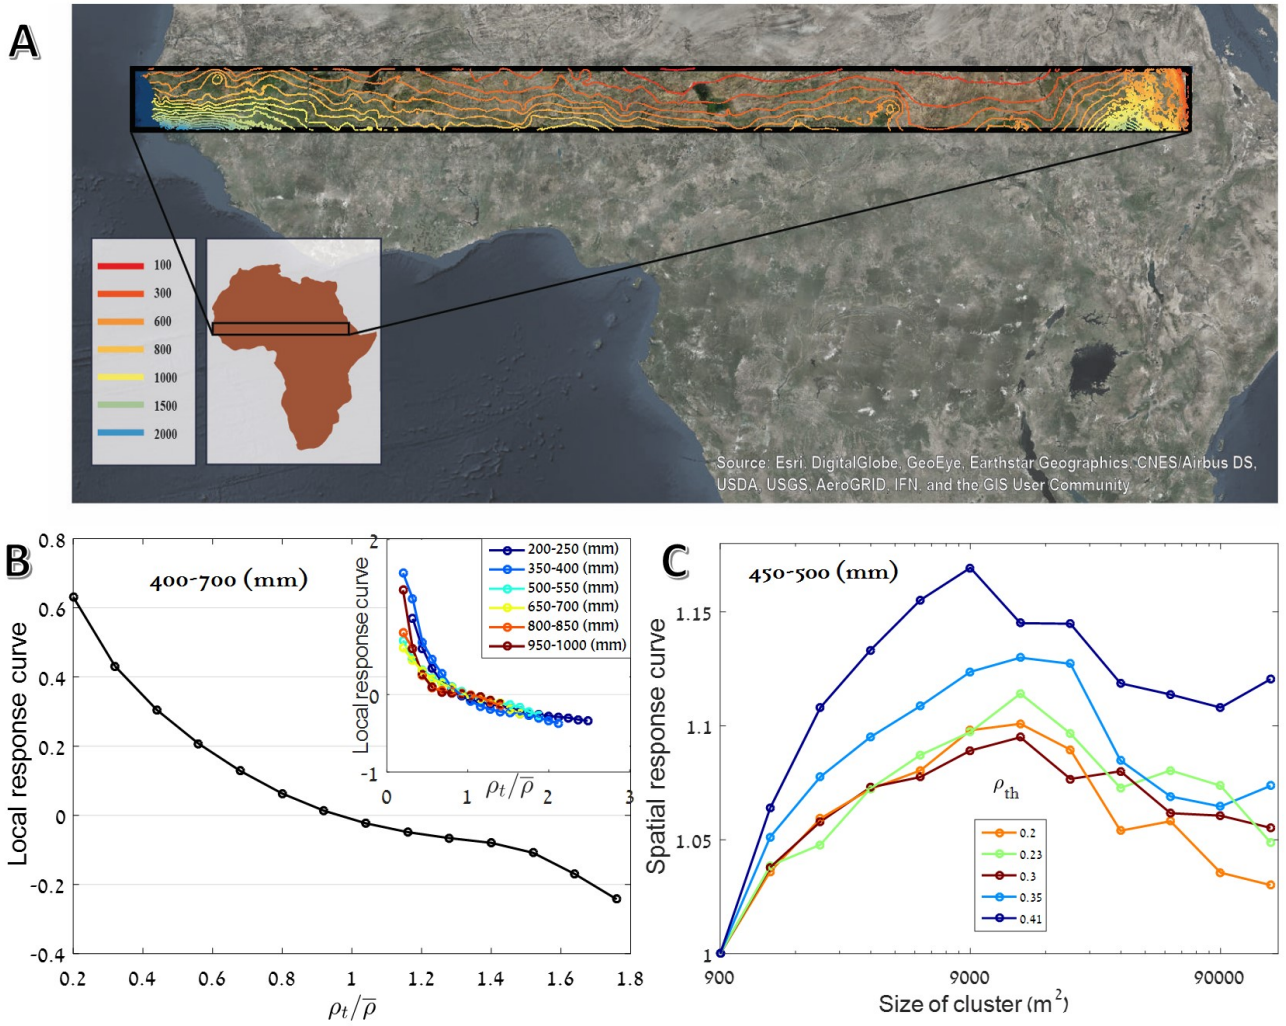 A
100
300
600
800
1000
1500
2000
Source: Esri, DigitalGlobe, GeoEye, Earthstar Geographics, CNES/Airbus DS,
USDA, USGS, AeroGRID, IFN, and the GIS User Community
B
400-700 (mm)
Local response curve
0.8
0.6
0.4
0.2
0
-0.2
-0.4
0.2
0.4
0.6
0.8
1
1.2
1.4
1.6
1.8
ρt/ρ̅
Local response curve
2
0
-1
0
1
2
3
ρt/ρ̅
200-250 (mm)
350-400 (mm)
500-550 (mm)
650-700 (mm)
800-850 (mm)
950-1000 (mm)
C
450-500 (mm)
Spatial response curve
1.15
1.1
1.05
1
900
9000
90000
Size of cluster (m²)
ρth
0.2
0.23
0.3
0.35
0.41